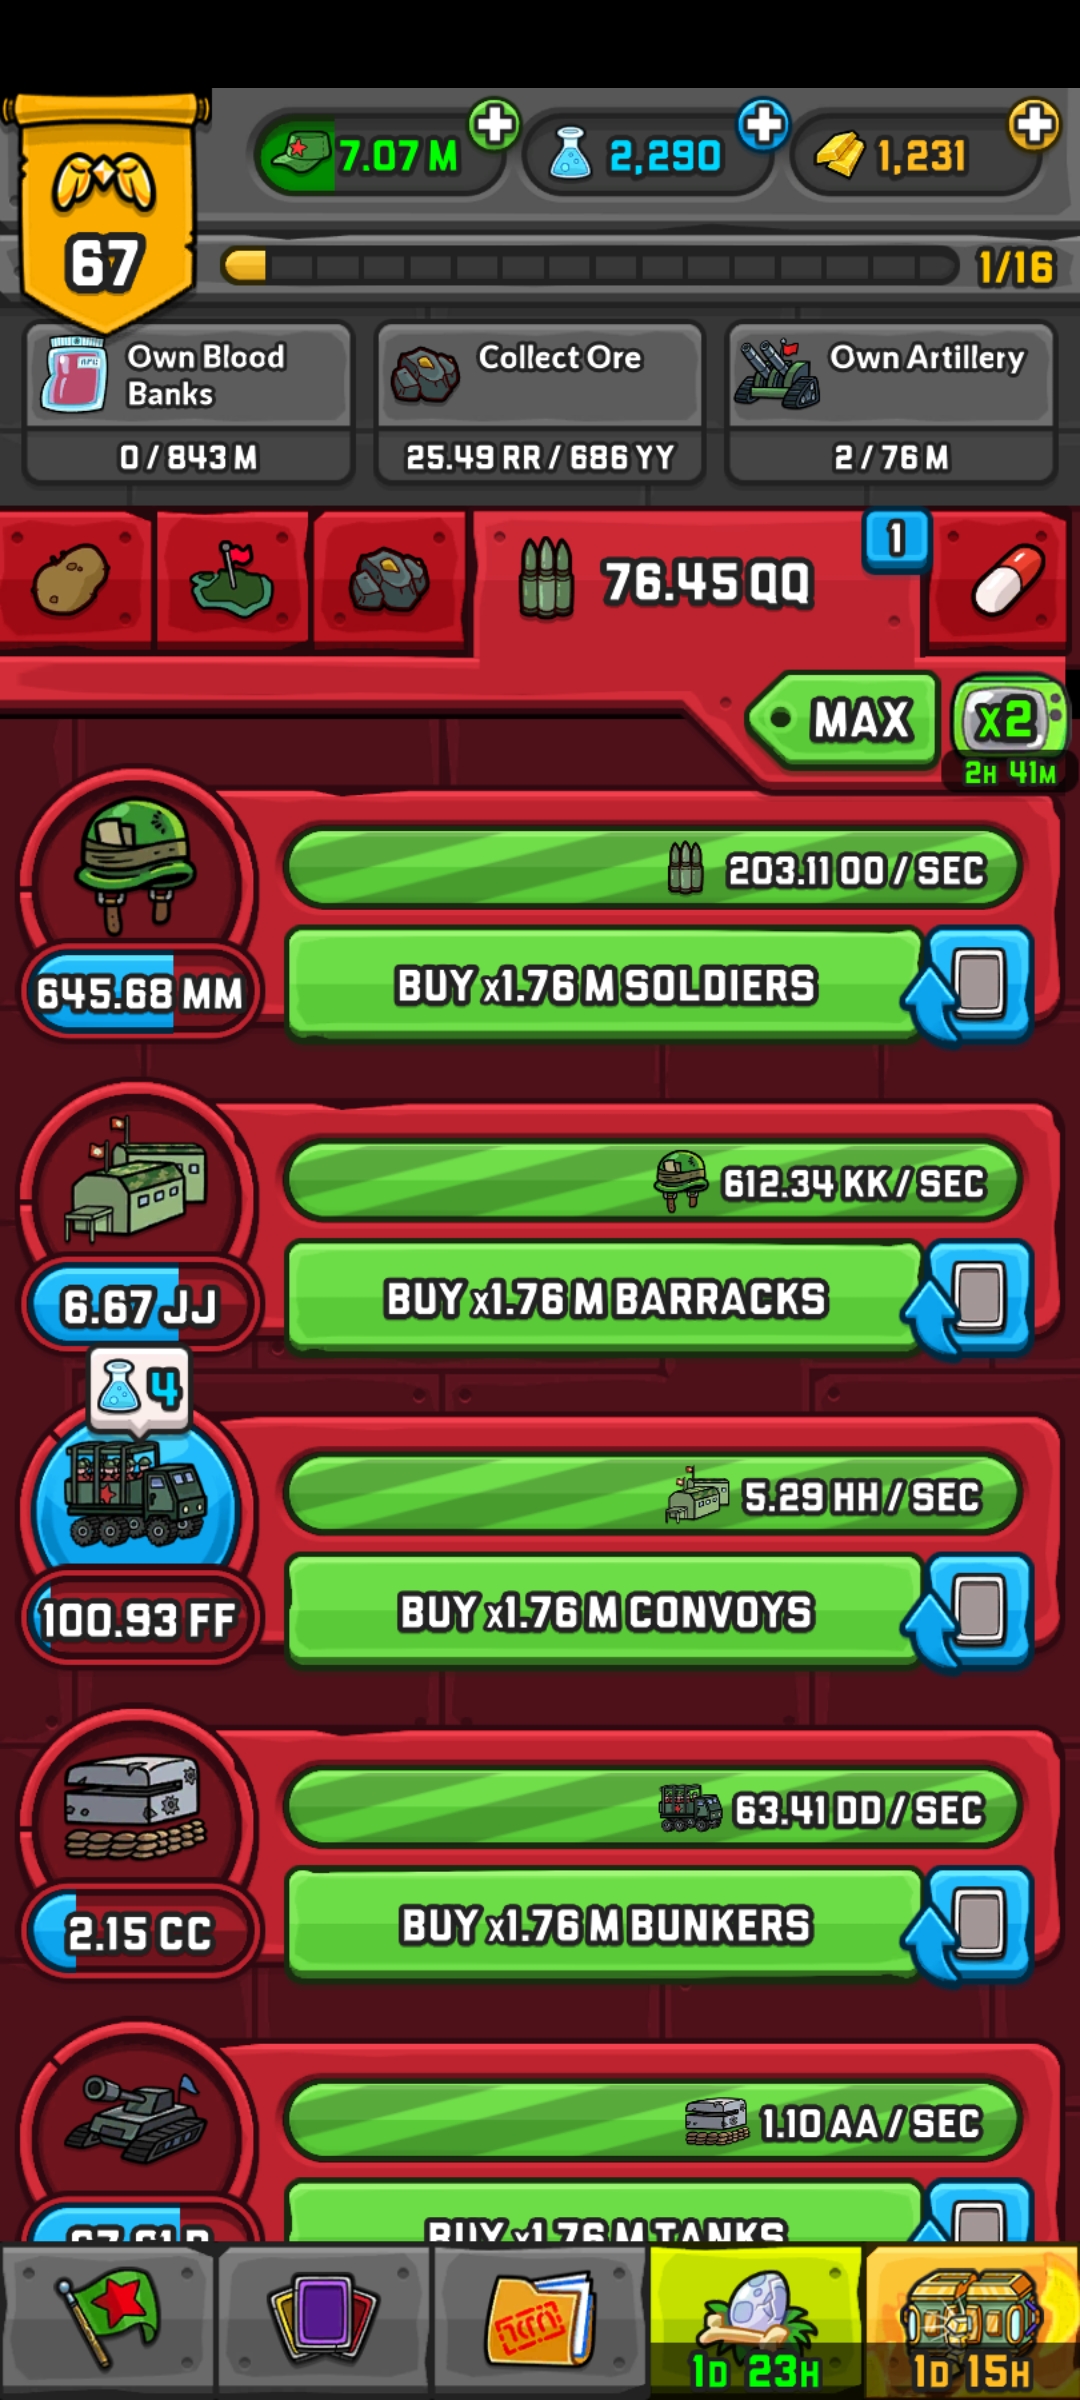 7.07 M
2,290
1,231
67
1/16
Own Blood
Banks
Collect Ore
Own Artillery
0 / 843 M
25.49 RR / 686 YY
2 / 76 M
76.45 QQ
1
MAX
x2
2H 41M
203.11 OO / SEC
645.68 MM
BUY x1.76 M SOLDIERS
612.34 KK / SEC
6.67 JJ
BUY x1.76 M BARRACKS
4
5.29 HH / SEC
100.93 FF
BUY x1.76 M CONVOYS
63.41 DD / SEC
2.15 CC
BUY x1.76 M BUNKERS
1.10 AA / SEC
BUY x1.76 M TANKS
1D 23H
1D 15H